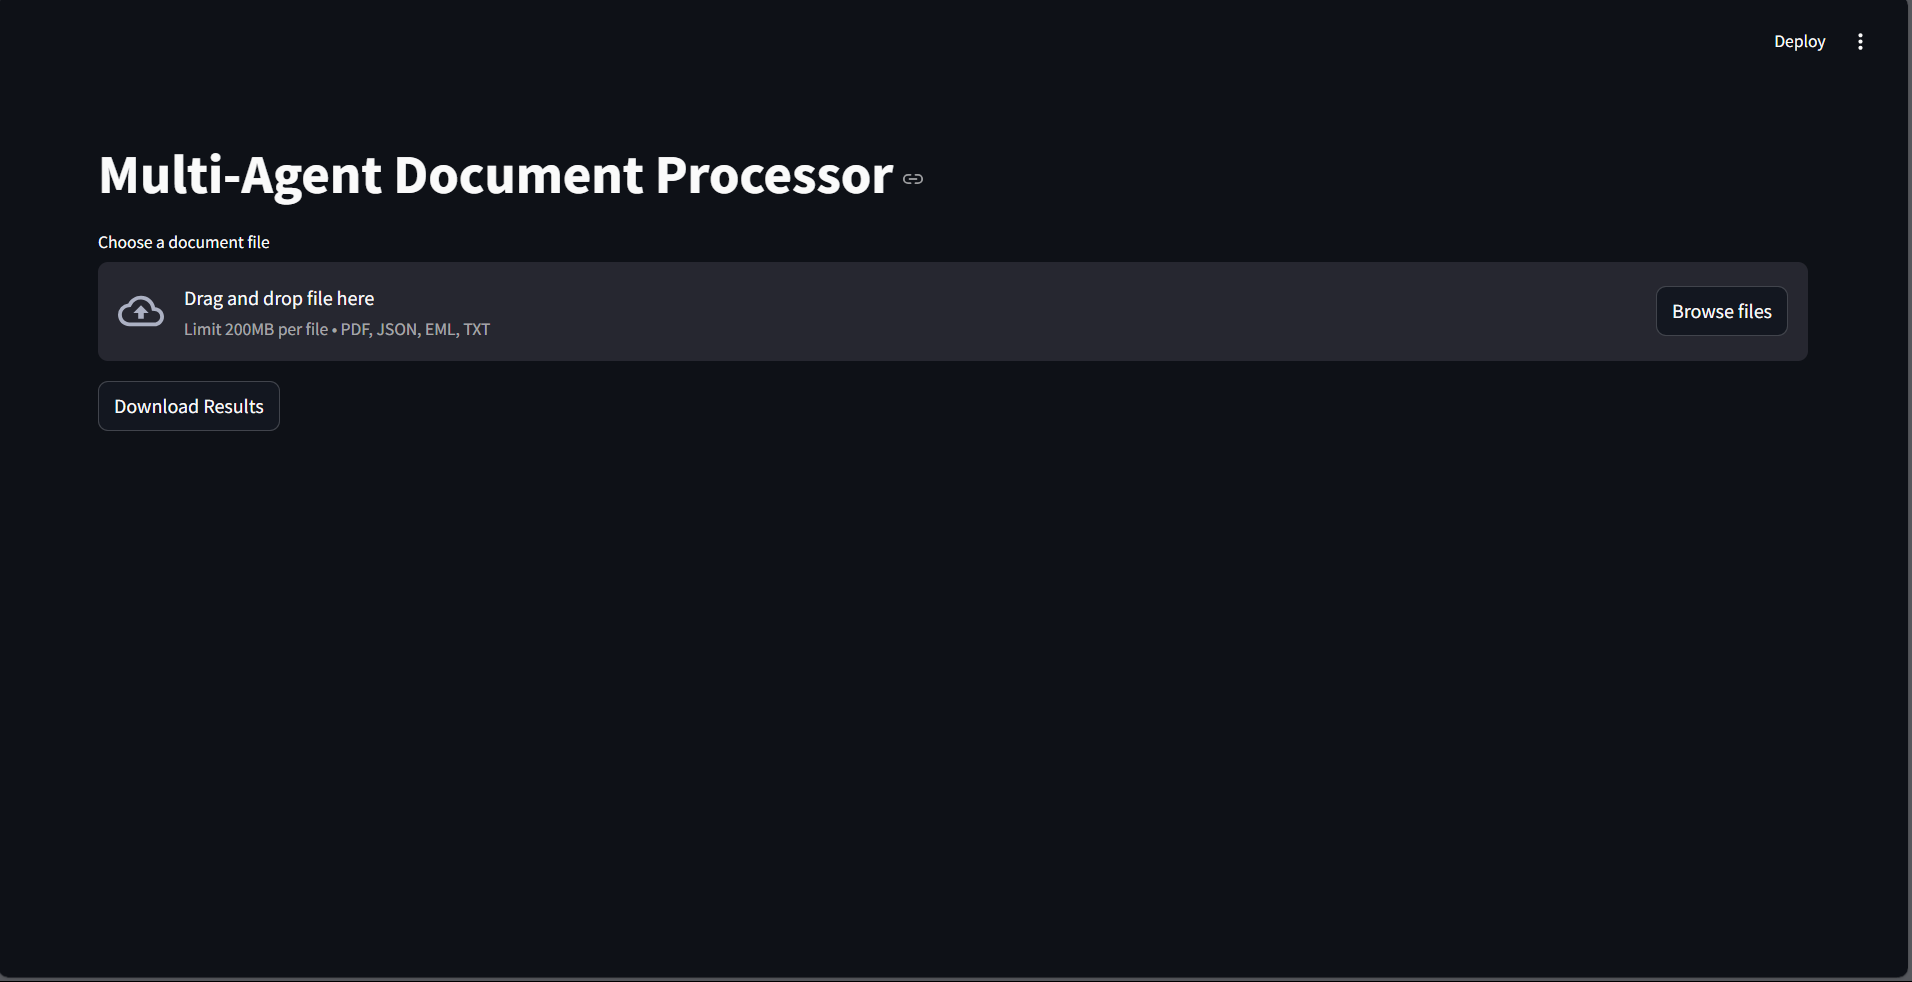 Deploy
Multi-Agent Document Processor
Choose a document file
Drag and drop file here
Limit 200MB per file • PDF, JSON, EML, TXT
Browse files
Download Results